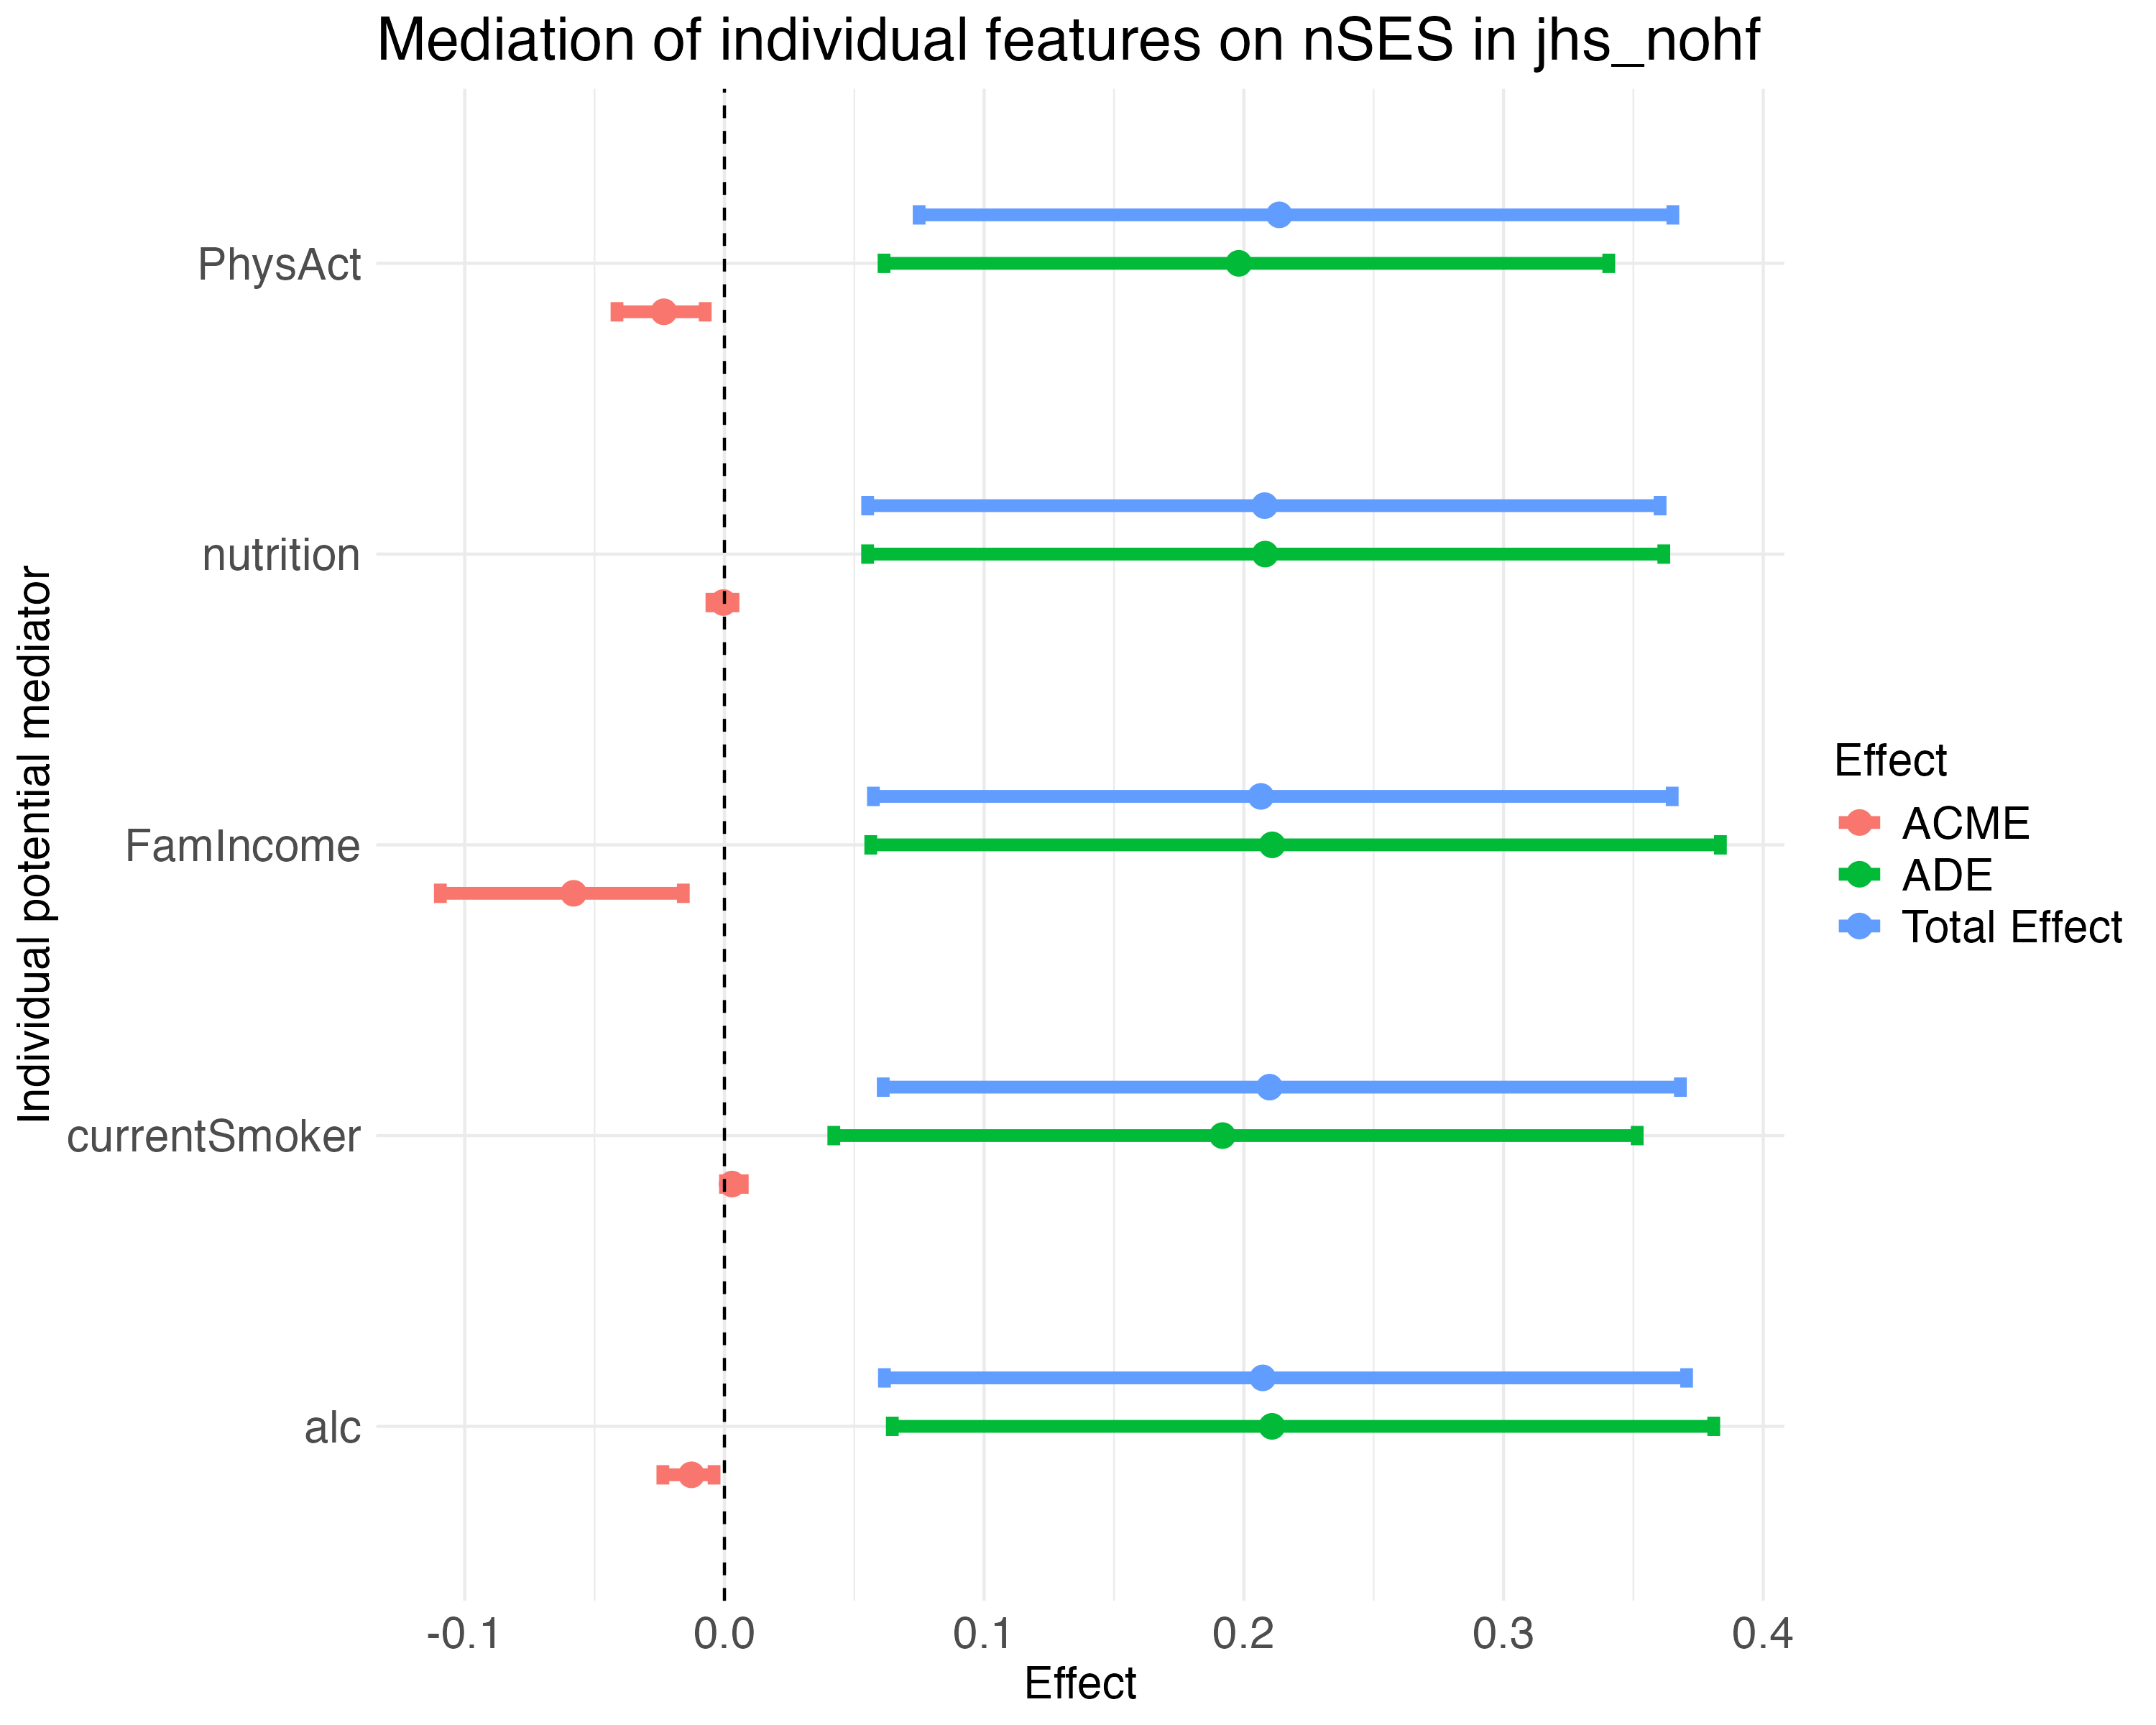 Mediation of individual features on nSES in jhs_nohf
Individual potential mediator
PhysAct
nutrition
FamIncome
currentSmoker
alc
-0.1 0.0 0.1 0.2 0.3 0.4
Effect
Effect
ACME
ADE
Total Effect